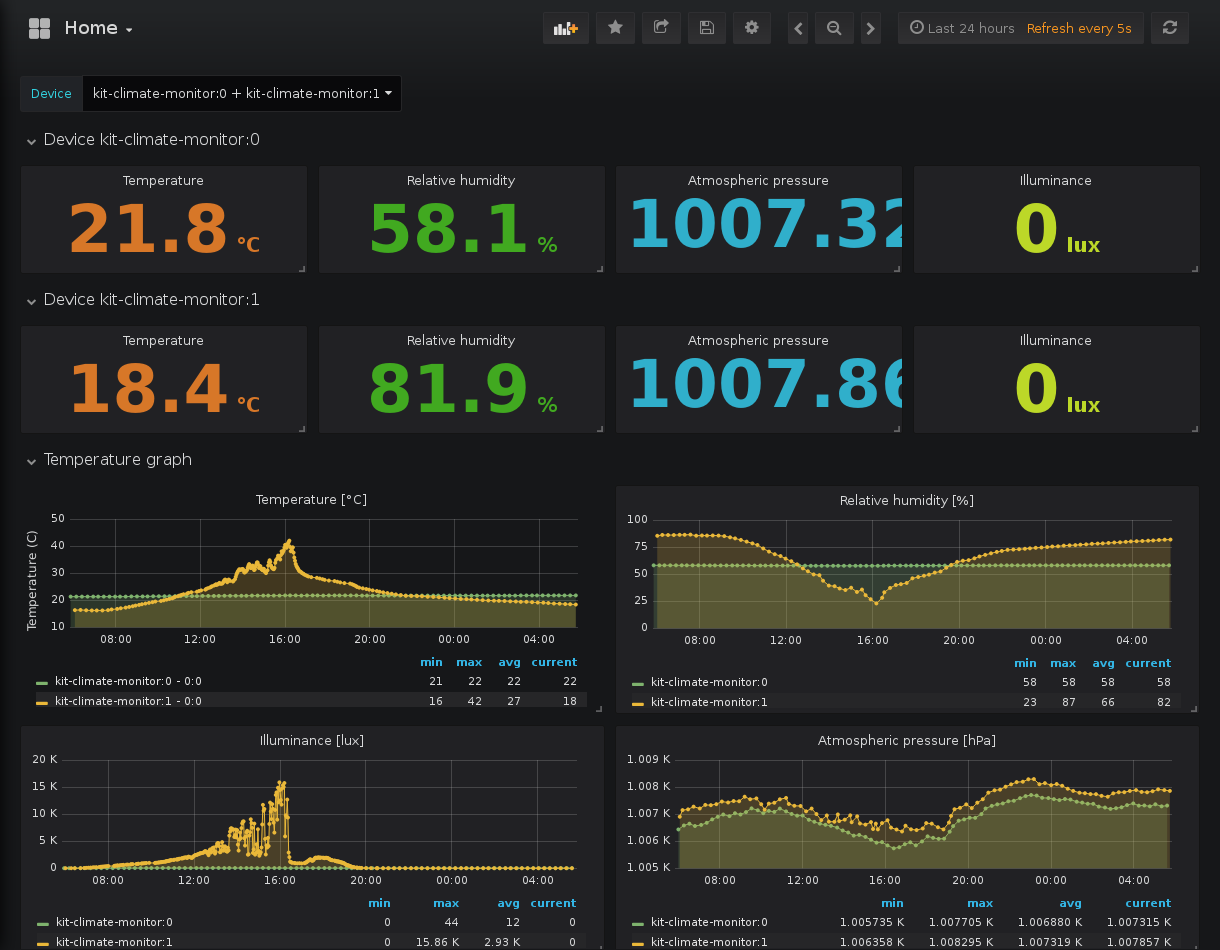 Home
Last 24 hours Refresh every 5s
Device kit-climate-monitor:0 + kit-climate-monitor:1
Device kit-climate-monitor:0
Temperature Relative humidity Atmospheric pressure Illuminance
21.8 °C 58.1 % 1007.32 0 lux
Device kit-climate-monitor:1
Temperature Relative humidity Atmospheric pressure Illuminance
18.4 °C 81.9 % 1007.86 0 lux
Temperature graph
Temperature [°C]
Temperature (C)
50
40
30
20
10
08:00 12:00 16:00 20:00 00:00 04:00
min max avg current
kit-climate-monitor:0 - 0:0 21 22 22 22
kit-climate-monitor:1 - 0:0 16 42 27 18
Relative humidity [%]
100
75
50
25
0
08:00 12:00 16:00 20:00 00:00 04:00
min max avg current
kit-climate-monitor:0 58 58 58 58
kit-climate-monitor:1 23 87 66 82
Illuminance [lux]
20 K
15 K
10 K
5 K
0
08:00 12:00 16:00 20:00 00:00 04:00
min max avg current
kit-climate-monitor:0 0 44 12 0
kit-climate-monitor:1 0 15.86 K 2.93 K 0
Atmospheric pressure [hPa]
1.009 K
1.008 K
1.007 K
1.006 K
1.005 K
08:00 12:00 16:00 20:00 00:00 04:00
min max avg current
kit-climate-monitor:0 1.005735 K 1.007705 K 1.006880 K 1.007315 K
kit-climate-monitor:1 1.006358 K 1.008295 K 1.007319 K 1.007857 K